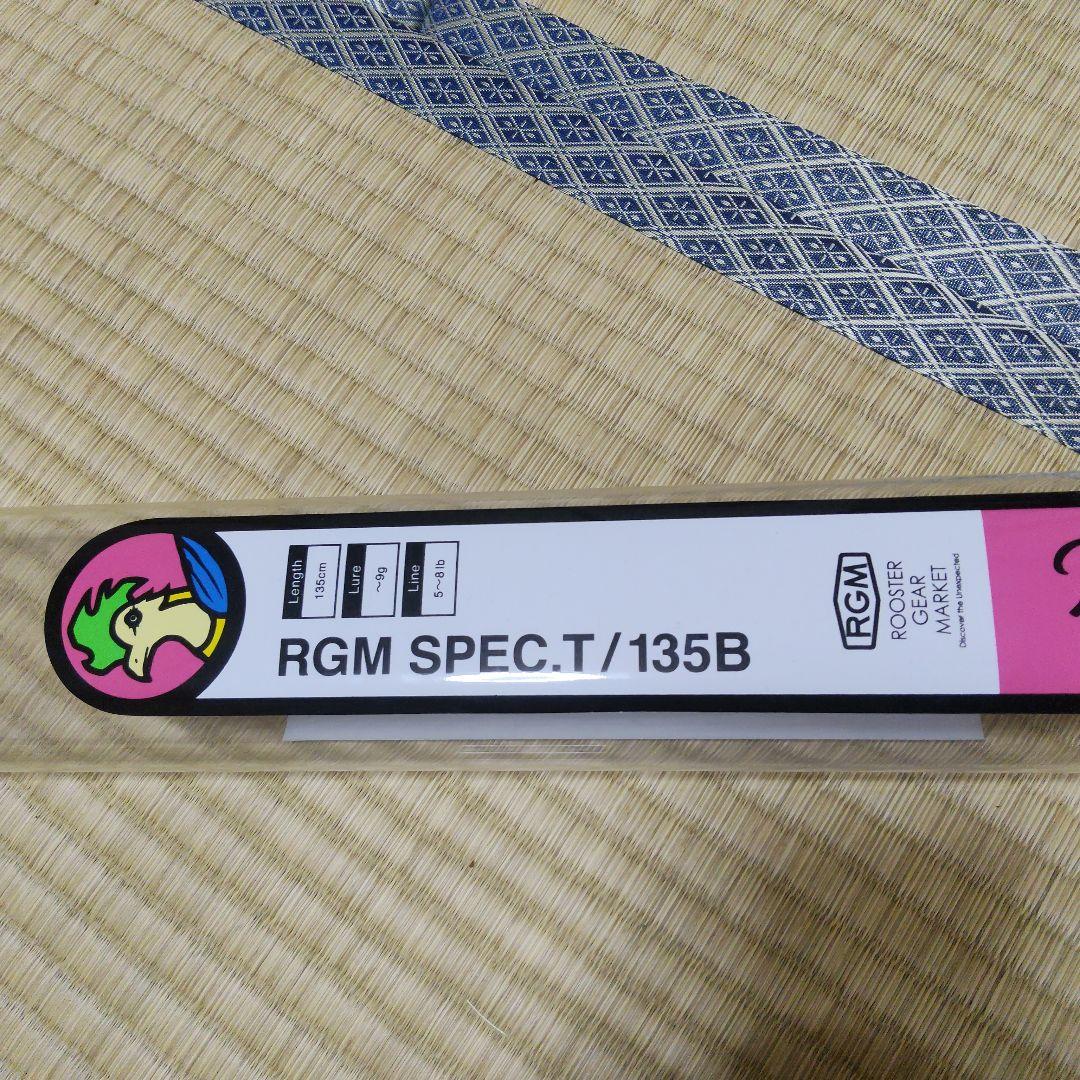 Length
135cm
Lure
~9g
Line
5~8lb
RGM SPEC.T/135B
RGM
ROOSTER
GEAR
MARKET
Discover the Unexpected